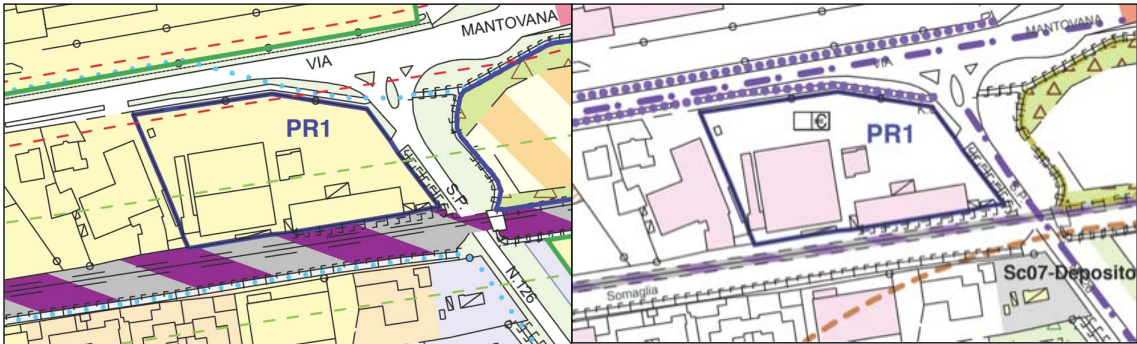 MANTOVANA
VIA
PR1
S.P.
N.126
MANTOVANA
VIA
€
PR1
Sc07-Deposito
Somaglia